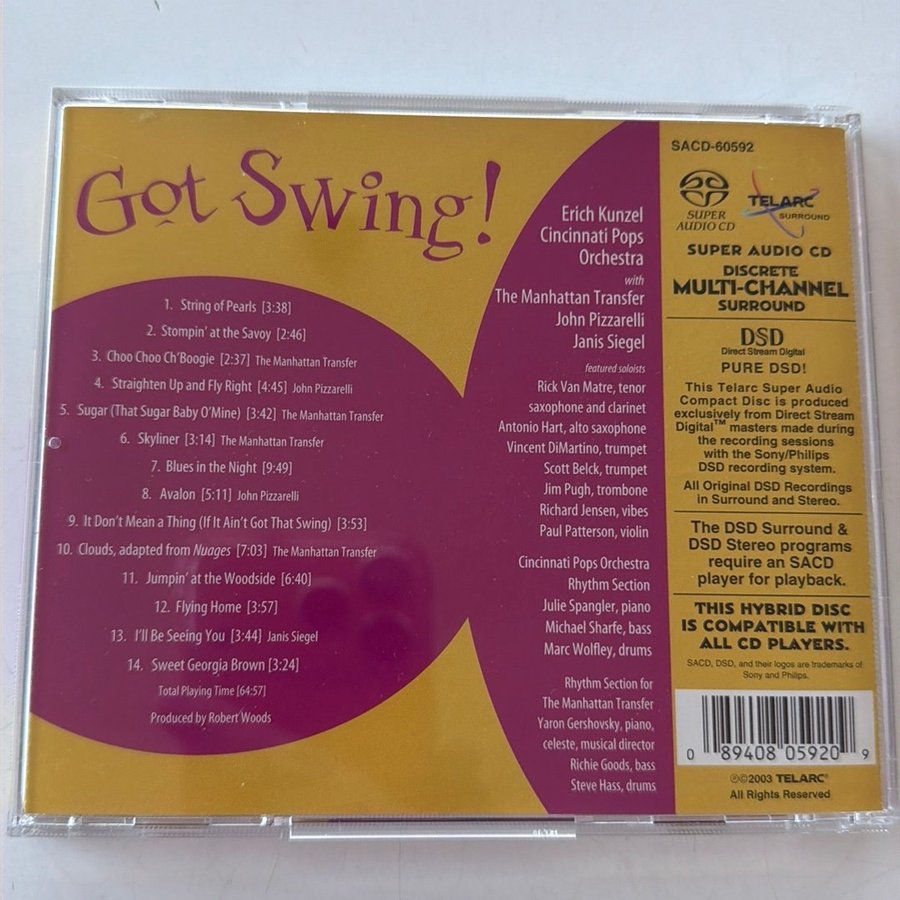 Got Swing!
1. String of Pearls [3:38]
2. Stompin' at the Savoy [2:46]
3. Choo Choo Ch'Boogie [2:37] The Manhattan Transfer
4. Straighten Up and Fly Right [4:45] John Pizzarelli
5. Sugar (That Sugar Baby O'Mine) [3:42] The Manhattan Transfer
6. Skyliner [3:14] The Manhattan Transfer
7. Blues in the Night [9:49]
8. Avalon [5:11] John Pizzarelli
9. It Don't Mean a Thing (If It Ain't Got That Swing) [3:53]
10. Clouds, adapted from Nuages [7:03] The Manhattan Transfer
11. Jumpin' at the Woodside [6:40]
12. Flying Home [3:57]
13. I'll Be Seeing You [3:44] Janis Siegel
14. Sweet Georgia Brown [3:24]
Total Playing Time [64:57]
Produced by Robert Woods
Erich Kunzel
Cincinnati Pops
Orchestra
with
The Manhattan Transfer
John Pizzarelli
Janis Siegel
featured soloists
Rick Van Matre, tenor
saxophone and clarinet
Antonio Hart, alto saxophone
Vincent DiMartino, trumpet
Scott Belck, trumpet
Jim Pugh, trombone
Richard Jensen, vibes
Paul Patterson, violin
Cincinnati Pops Orchestra
Rhythm Section
Julie Spangler, piano
Michael Sharfe, bass
Marc Wolfley, drums
Rhythm Section for
The Manhattan Transfer
Yaron Gershovsky, piano,
celeste, musical director
Richie Goods, bass
Steve Hass, drums
SACD-60592
SUPER
AUDIO CD
TELARC
SURROUND
SUPER AUDIO CD
DISCRETE
MULTI-CHANNEL
SURROUND
DSD
Direct Stream Digital
PURE DSD!
This Telarc Super Audio
Compact Disc is produced
exclusively from Direct Stream
Digital™ masters made during
the recording sessions
with the Sony/Philips
DSD recording system.
All Original DSD Recordings
in Surround and Stereo.
The DSD Surround &
DSD Stereo programs
require an SACD
player for playback.
THIS HYBRID DISC
IS COMPATIBLE WITH
ALL CD PLAYERS.
SACD, DSD, and their logos are trademarks of
Sony and Philips.
0 89408 05920 9
℗©2003 TELARC®
All Rights Reserved